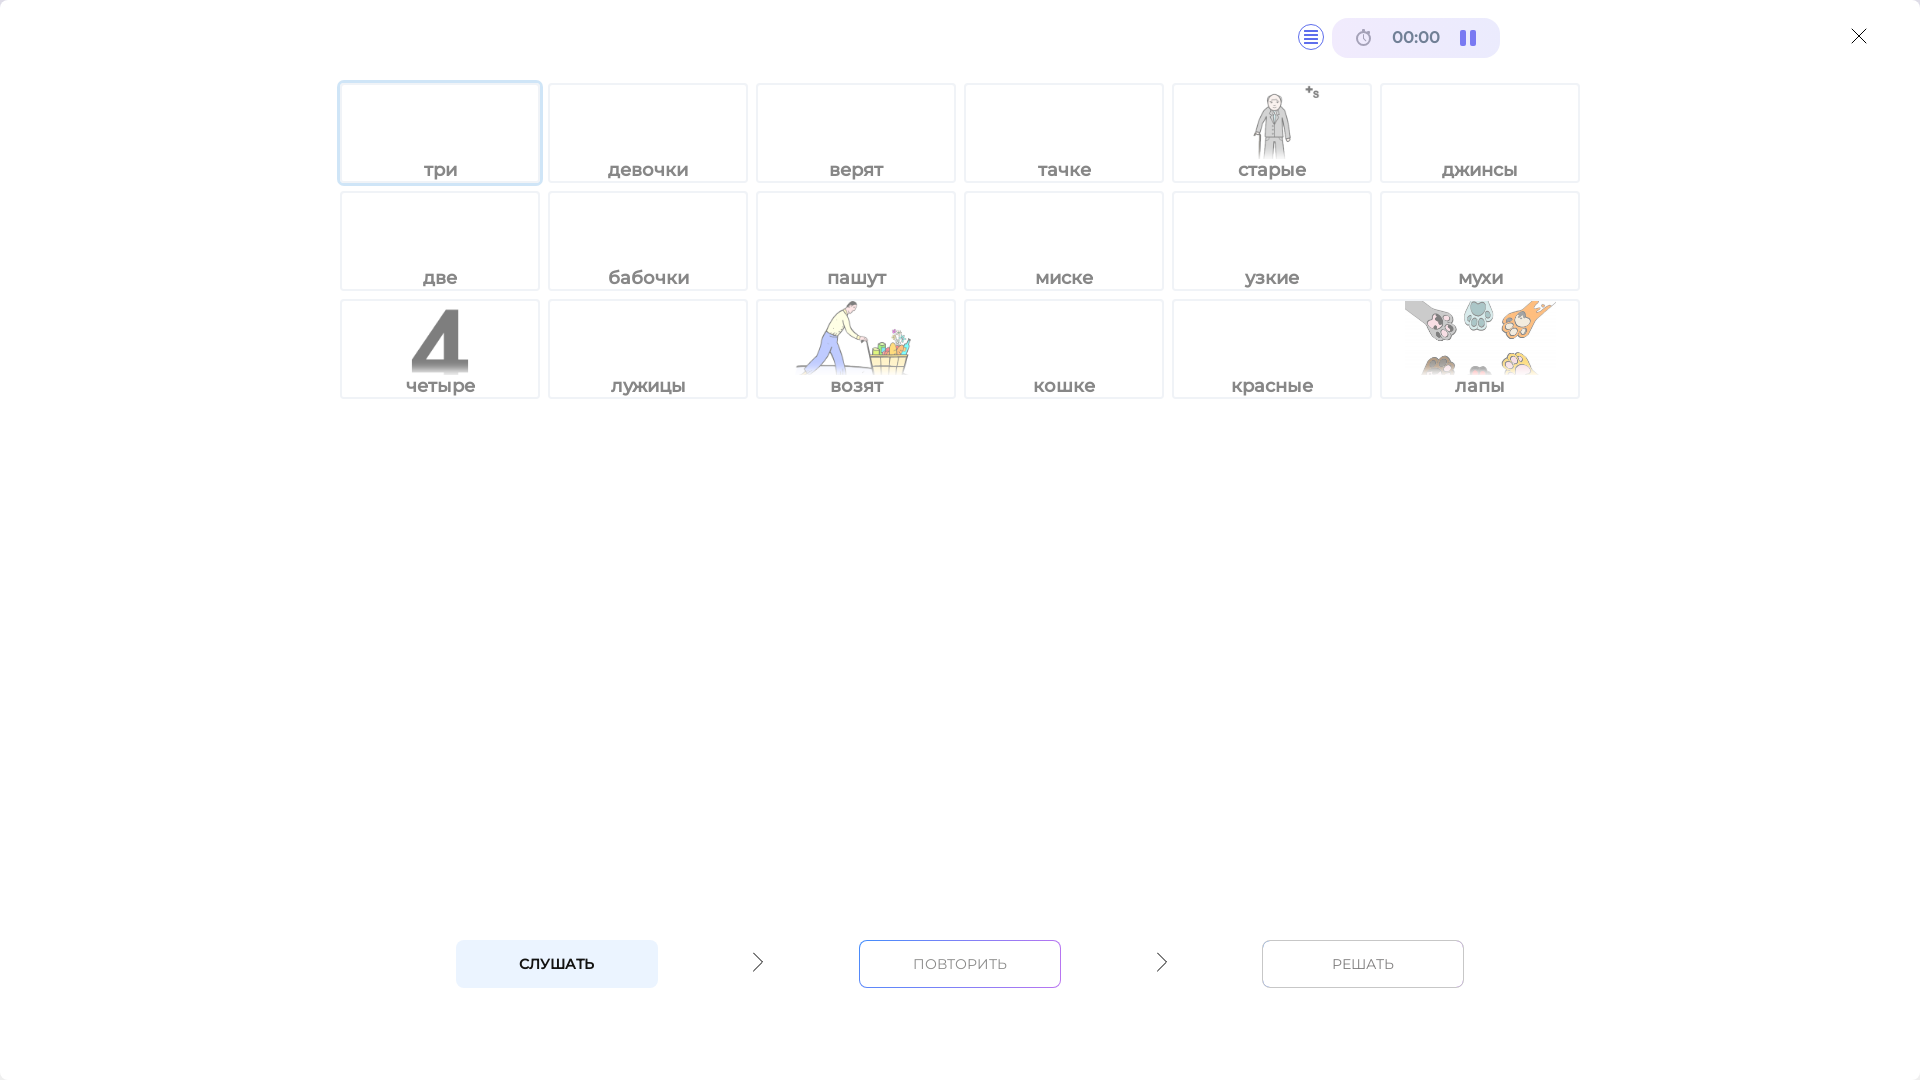 00:00
+s
три девочки верят тачке старые джинсы
две бабочки пашут миске узкие мухи
4
четыре лужицы возят кошке красные лапы
СЛУШАТЬ ПОВТОРИТЬ РЕШАТЬ